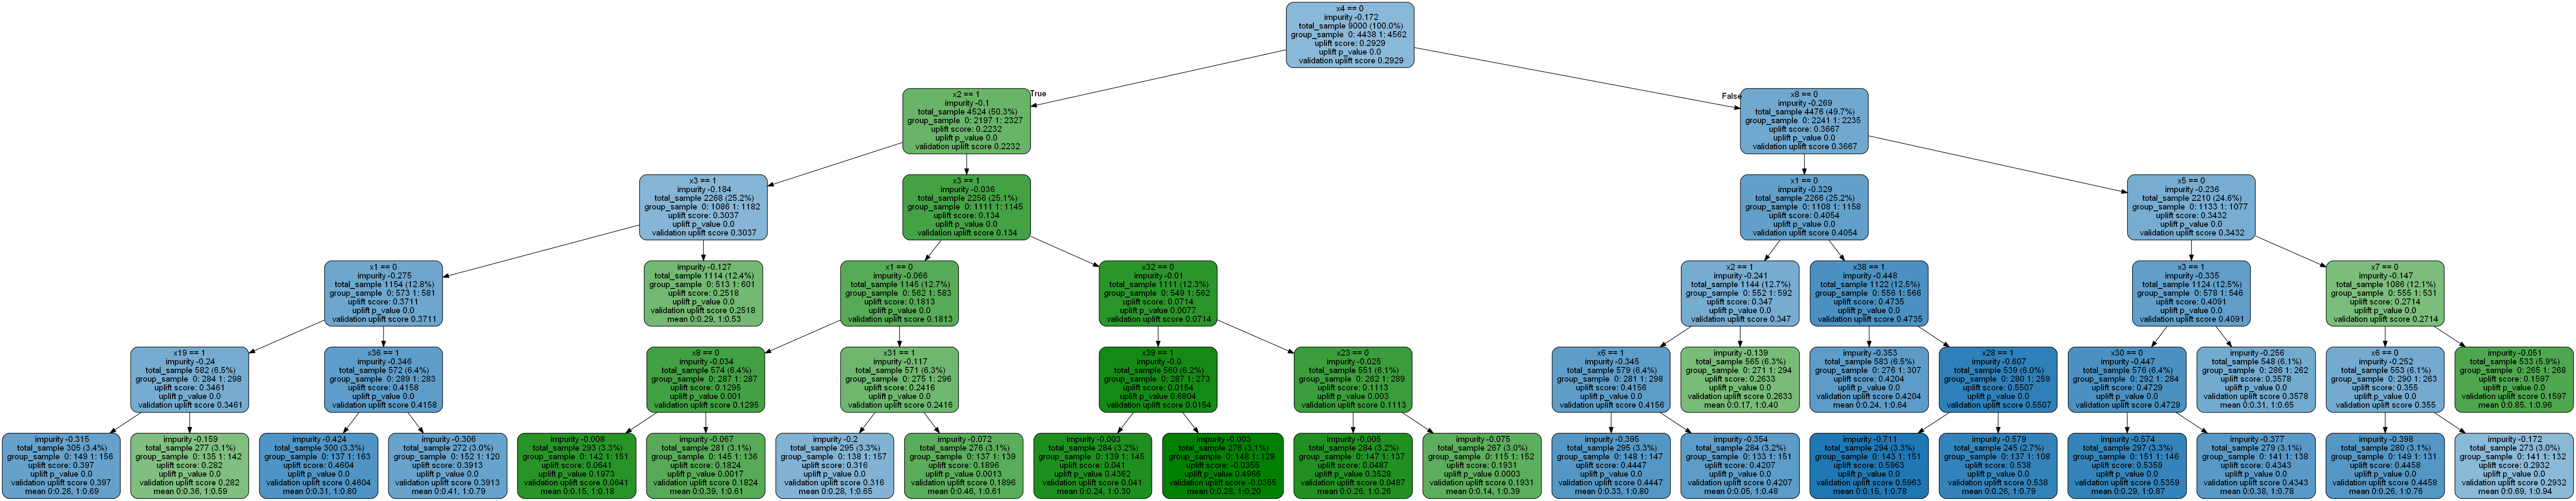 x4 == 0
impurity -0.172
total_sample 9000 (100.0%)
group_sample 0: 4438 1: 4562
uplift score: 0.2929
uplift p_value 0.0
validation uplift score 0.2929
True
False
x2 == 1
impurity -0.1
total_sample 4524 (50.3%)
group_sample 0: 2197 1: 2327
uplift score: 0.2232
uplift p_value 0.0
validation uplift score 0.2232
x8 == 0
impurity -0.269
total_sample 4476 (49.7%)
group_sample 0: 2241 1: 2235
uplift score: 0.3667
uplift p_value 0.0
validation uplift score 0.3667
x3 == 1
impurity -0.184
total_sample 2268 (25.2%)
group_sample 0: 1086 1: 1182
uplift score: 0.3037
uplift p_value 0.0
validation uplift score 0.3037
x3 == 1
impurity -0.036
total_sample 2256 (25.1%)
group_sample 0: 1111 1: 1145
uplift score: 0.134
uplift p_value 0.0
validation uplift score 0.134
x1 == 0
impurity -0.329
total_sample 2266 (25.2%)
group_sample 0: 1108 1: 1158
uplift score: 0.4054
uplift p_value 0.0
validation uplift score 0.4054
x5 == 0
impurity -0.236
total_sample 2210 (24.6%)
group_sample 0: 1133 1: 1077
uplift score: 0.3432
uplift p_value 0.0
validation uplift score 0.3432
x1 == 0
impurity -0.275
total_sample 1154 (12.8%)
group_sample 0: 573 1: 581
uplift score: 0.3711
uplift p_value 0.0
validation uplift score 0.3711
impurity -0.127
total_sample 1114 (12.4%)
group_sample 0: 513 1: 601
uplift score: 0.2518
uplift p_value 0.0
validation uplift score 0.2518
mean 0:0.29, 1:0.53
x1 == 0
impurity -0.066
total_sample 1145 (12.7%)
group_sample 0: 562 1: 583
uplift score: 0.1813
uplift p_value 0.0
validation uplift score 0.1813
x32 == 0
impurity -0.01
total_sample 1111 (12.3%)
group_sample 0: 549 1: 562
uplift score: 0.0714
uplift p_value 0.0077
validation uplift score 0.0714
x2 == 1
impurity -0.241
total_sample 1144 (12.7%)
group_sample 0: 552 1: 592
uplift score: 0.347
uplift p_value 0.0
validation uplift score 0.347
x38 == 1
impurity -0.448
total_sample 1122 (12.5%)
group_sample 0: 556 1: 566
uplift score: 0.4735
uplift p_value 0.0
validation uplift score 0.4735
x3 == 1
impurity -0.335
total_sample 1124 (12.5%)
group_sample 0: 578 1: 546
uplift score: 0.4091
uplift p_value 0.0
validation uplift score 0.4091
x7 == 0
impurity -0.147
total_sample 1086 (12.1%)
group_sample 0: 555 1: 531
uplift score: 0.2714
uplift p_value 0.0
validation uplift score 0.2714
x19 == 1
impurity -0.24
total_sample 582 (6.5%)
group_sample 0: 284 1: 298
uplift score: 0.3461
uplift p_value 0.0
validation uplift score 0.3461
x36 == 1
impurity -0.346
total_sample 572 (6.4%)
group_sample 0: 289 1: 283
uplift score: 0.4158
uplift p_value 0.0
validation uplift score 0.4158
x8 == 0
impurity -0.034
total_sample 574 (6.4%)
group_sample 0: 287 1: 287
uplift score: 0.1295
uplift p_value 0.001
validation uplift score 0.1295
x31 == 1
impurity -0.117
total_sample 571 (6.3%)
group_sample 0: 275 1: 296
uplift score: 0.2416
uplift p_value 0.0
validation uplift score 0.2416
x39 == 1
impurity -0.0
total_sample 560 (6.2%)
group_sample 0: 287 1: 273
uplift score: 0.0154
uplift p_value 0.6804
validation uplift score 0.0154
x23 == 0
impurity -0.025
total_sample 551 (6.1%)
group_sample 0: 262 1: 289
uplift score: 0.1113
uplift p_value 0.003
validation uplift score 0.1113
x6 == 1
impurity -0.345
total_sample 579 (6.4%)
group_sample 0: 281 1: 298
uplift score: 0.4156
uplift p_value 0.0
validation uplift score 0.4156
impurity -0.139
total_sample 565 (6.3%)
group_sample 0: 271 1: 294
uplift score: 0.2633
uplift p_value 0.0
validation uplift score 0.2633
mean 0:0.17, 1:0.40
impurity -0.353
total_sample 583 (6.5%)
group_sample 0: 276 1: 307
uplift score: 0.4204
uplift p_value 0.0
validation uplift score 0.4204
mean 0:0.24, 1:0.64
x28 == 1
impurity -0.607
total_sample 539 (6.0%)
group_sample 0: 280 1: 259
uplift score: 0.5507
uplift p_value 0.0
validation uplift score 0.5507
x30 == 0
impurity -0.447
total_sample 576 (6.4%)
group_sample 0: 292 1: 284
uplift score: 0.4729
uplift p_value 0.0
validation uplift score 0.4729
impurity -0.256
total_sample 548 (6.1%)
group_sample 0: 286 1: 262
uplift score: 0.3578
uplift p_value 0.0
validation uplift score 0.3578
mean 0:0.31, 1:0.65
x6 == 0
impurity -0.252
total_sample 553 (6.1%)
group_sample 0: 290 1: 263
uplift score: 0.355
uplift p_value 0.0
validation uplift score 0.355
impurity -0.051
total_sample 533 (5.9%)
group_sample 0: 265 1: 268
uplift score: 0.1597
uplift p_value 0.0
validation uplift score 0.1597
mean 0:0.85, 1:0.96
impurity -0.315
total_sample 305 (3.4%)
group_sample 0: 149 1: 156
uplift score: 0.397
uplift p_value 0.0
validation uplift score 0.397
mean 0:0.26, 1:0.69
impurity -0.159
total_sample 277 (3.1%)
group_sample 0: 135 1: 142
uplift score: 0.282
uplift p_value 0.0
validation uplift score 0.282
mean 0:0.36, 1:0.59
impurity -0.424
total_sample 300 (3.3%)
group_sample 0: 137 1: 163
uplift score: 0.4604
uplift p_value 0.0
validation uplift score 0.4604
mean 0:0.31, 1:0.80
impurity -0.306
total_sample 272 (3.0%)
group_sample 0: 152 1: 120
uplift score: 0.3913
uplift p_value 0.0
validation uplift score 0.3913
mean 0:0.41, 1:0.79
impurity -0.008
total_sample 293 (3.3%)
group_sample 0: 142 1: 151
uplift score: 0.0641
uplift p_value 0.1973
validation uplift score 0.0641
mean 0:0.15, 1:0.18
impurity -0.067
total_sample 281 (3.1%)
group_sample 0: 145 1: 136
uplift score: 0.1824
uplift p_value 0.0017
validation uplift score 0.1824
mean 0:0.39, 1:0.61
impurity -0.2
total_sample 295 (3.3%)
group_sample 0: 138 1: 157
uplift score: 0.316
uplift p_value 0.0
validation uplift score 0.316
mean 0:0.28, 1:0.65
impurity -0.072
total_sample 276 (3.1%)
group_sample 0: 137 1: 139
uplift score: 0.1896
uplift p_value 0.0013
validation uplift score 0.1896
mean 0:0.46, 1:0.61
impurity -0.003
total_sample 284 (3.2%)
group_sample 0: 139 1: 145
uplift score: 0.041
uplift p_value 0.4362
validation uplift score 0.041
mean 0:0.24, 1:0.30
impurity -0.003
total_sample 276 (3.1%)
group_sample 0: 148 1: 128
uplift score: -0.0355
uplift p_value 0.4966
validation uplift score -0.0355
mean 0:0.28, 1:0.20
impurity -0.005
total_sample 284 (3.2%)
group_sample 0: 147 1: 137
uplift score: 0.0487
uplift p_value 0.3528
validation uplift score 0.0487
mean 0:0.26, 1:0.26
impurity -0.075
total_sample 267 (3.0%)
group_sample 0: 115 1: 152
uplift score: 0.1931
uplift p_value 0.0003
validation uplift score 0.1931
mean 0:0.14, 1:0.39
impurity -0.395
total_sample 295 (3.3%)
group_sample 0: 148 1: 147
uplift score: 0.4447
uplift p_value 0.0
validation uplift score 0.4447
mean 0:0.33, 1:0.80
impurity -0.354
total_sample 284 (3.2%)
group_sample 0: 133 1: 151
uplift score: 0.4207
uplift p_value 0.0
validation uplift score 0.4207
mean 0:0.05, 1:0.48
impurity -0.711
total_sample 294 (3.3%)
group_sample 0: 143 1: 151
uplift score: 0.5963
uplift p_value 0.0
validation uplift score 0.5963
mean 0:0.15, 1:0.78
impurity -0.579
total_sample 245 (2.7%)
group_sample 0: 137 1: 108
uplift score: 0.538
uplift p_value 0.0
validation uplift score 0.538
mean 0:0.26, 1:0.79
impurity -0.574
total_sample 297 (3.3%)
group_sample 0: 151 1: 146
uplift score: 0.5359
uplift p_value 0.0
validation uplift score 0.5359
mean 0:0.29, 1:0.87
impurity -0.377
total_sample 279 (3.1%)
group_sample 0: 141 1: 138
uplift score: 0.4343
uplift p_value 0.0
validation uplift score 0.4343
mean 0:0.38, 1:0.78
impurity -0.398
total_sample 280 (3.1%)
group_sample 0: 149 1: 131
uplift score: 0.4458
uplift p_value 0.0
validation uplift score 0.4458
mean 0:0.26, 1:0.76
impurity -0.172
total_sample 273 (3.0%)
group_sample 0: 141 1: 132
uplift score: 0.2932
uplift p_value 0.0
validation uplift score 0.2932
mean 0:0.69, 1:0.94